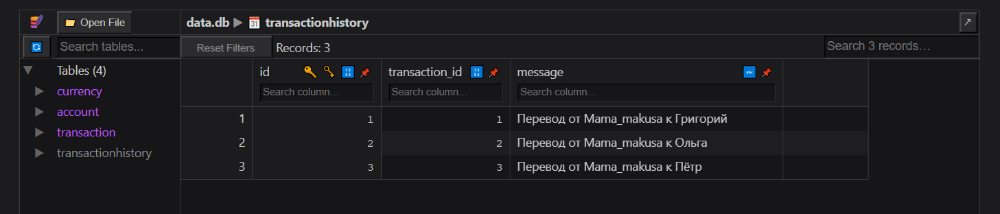 Open File
data.db ▶ transactionhistory
Search tables...
Reset Filters
Records: 3
Search 3 records...
Tables (4)
currency
account
transaction
transactionhistory
id transaction_id message
Search column... Search column... Search column...
1 1 1 Перевод от Mama_makusa к Григорий
2 2 2 Перевод от Mama_makusa к Ольга
3 3 3 Перевод от Mama_makusa к Пётр